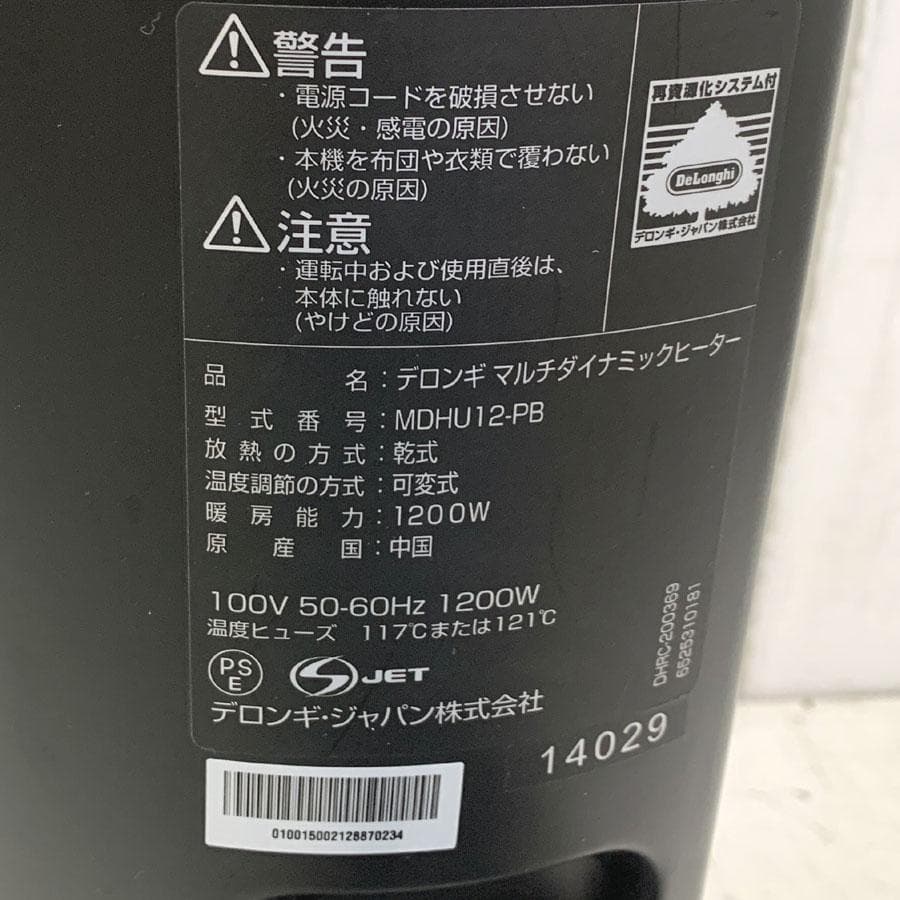 警告
・電源コードを破損させない
(火災・感電の原因)
・本機を布団や衣類で覆わない
(火災の原因)
注意
・運転中および使用直後は、
本体に触れない
(やけどの原因)
再資源化システム付
DeLonghi
デロンギ・ジャパン株式会社
品名：デロンギ マルチダイナミックヒーター
型式番号：MDHU12-PB
放熱の方式：乾式
温度調節の方式：可変式
暖房能力：1200W
原産国：中国
100V 50-60Hz 1200W
温度ヒューズ 117℃または121℃
PS
E
S JET
デロンギ・ジャパン株式会社
DHRC-200369
5525310181
14029
010015002128870234